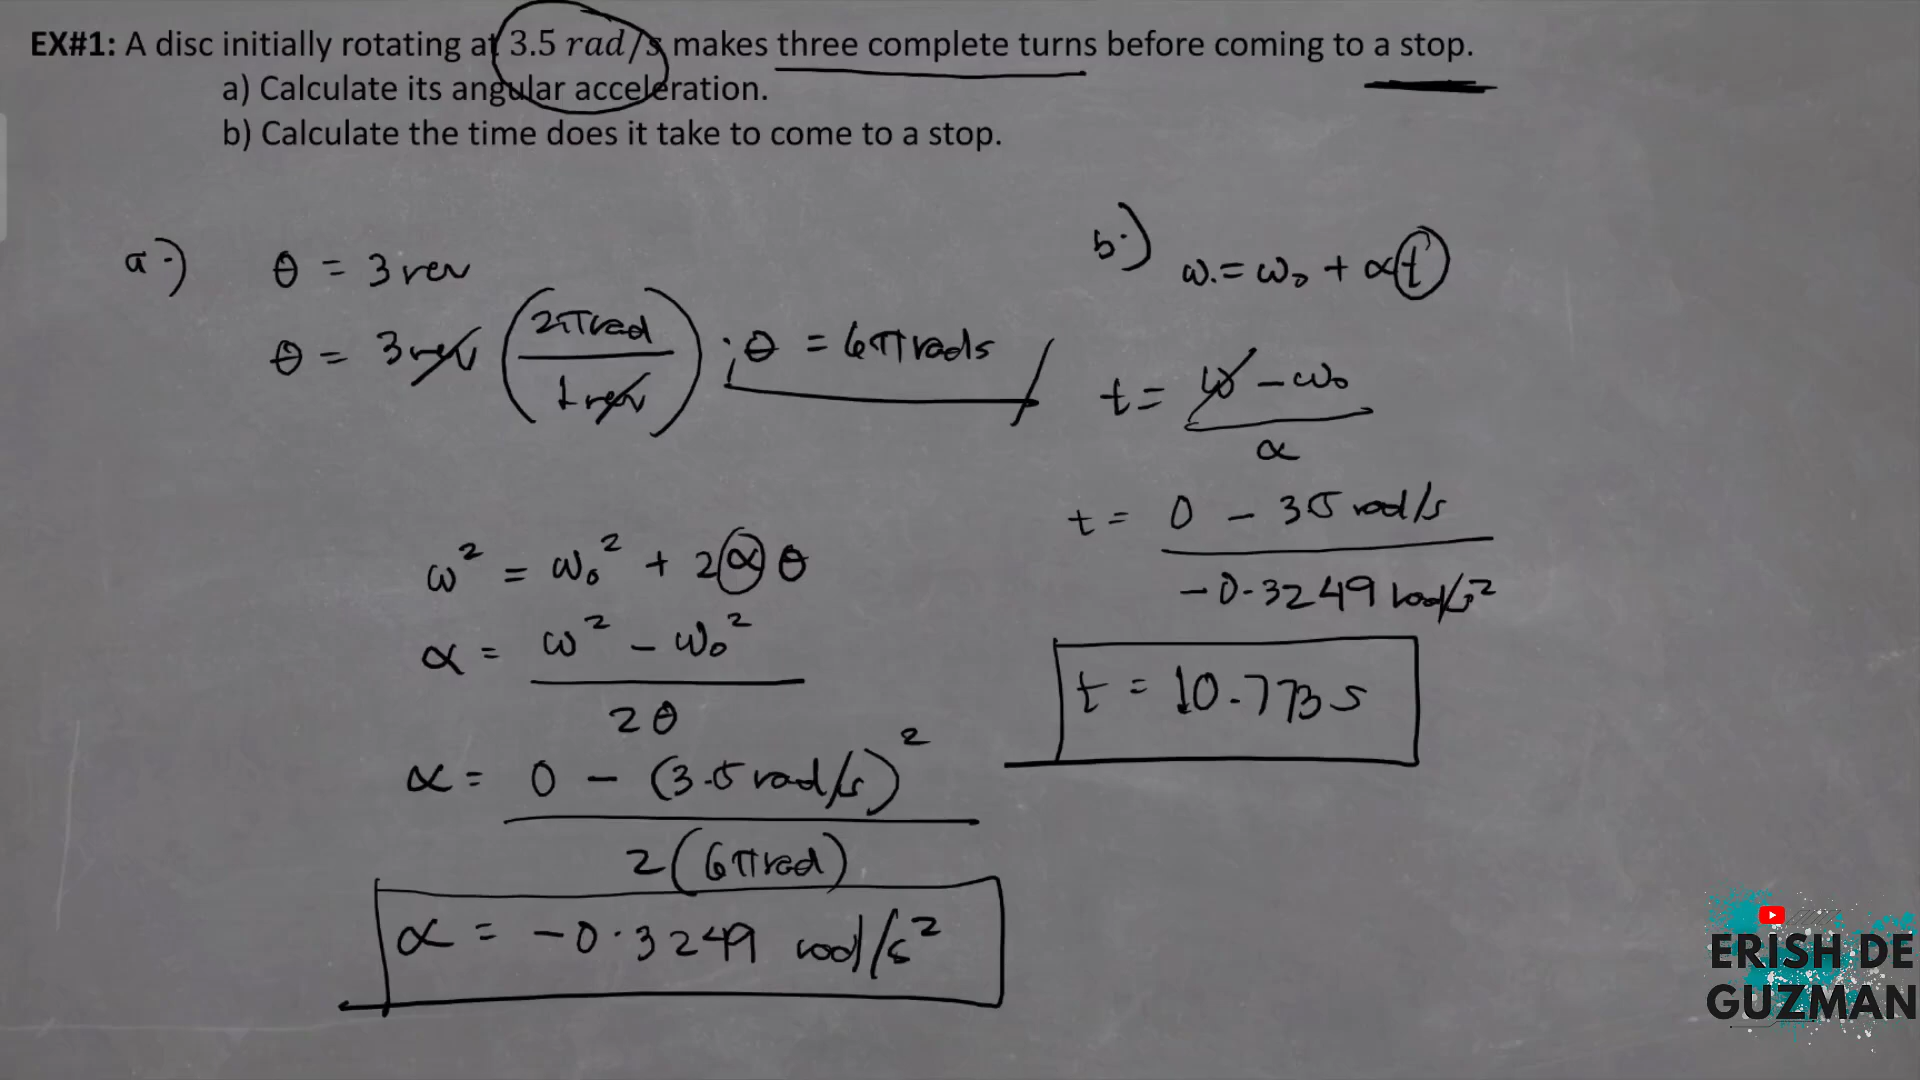 EX#1: A disc initially rotating at 3.5 rad/s makes three complete turns before coming to a stop.
a) Calculate its angular acceleration.
b) Calculate the time does it take to come to a stop.
a.)
θ = 3 rev
θ = 3 rev (2π rad / 1 rev) ; θ = 6π rads
ω² = ω₀² + 2αθ
α = ω² - ω₀² / 2θ
α = 0 - (3.5 rad/s)² / 2(6π rad)
α = -0.3249 rad/s²
b.)
ω = ω₀ + αt
t = ω - ω₀ / α
t = 0 - 3.5 rad/s / -0.3249 rad/s²
t = 10.773 s
ERISH DE
GUZMAN